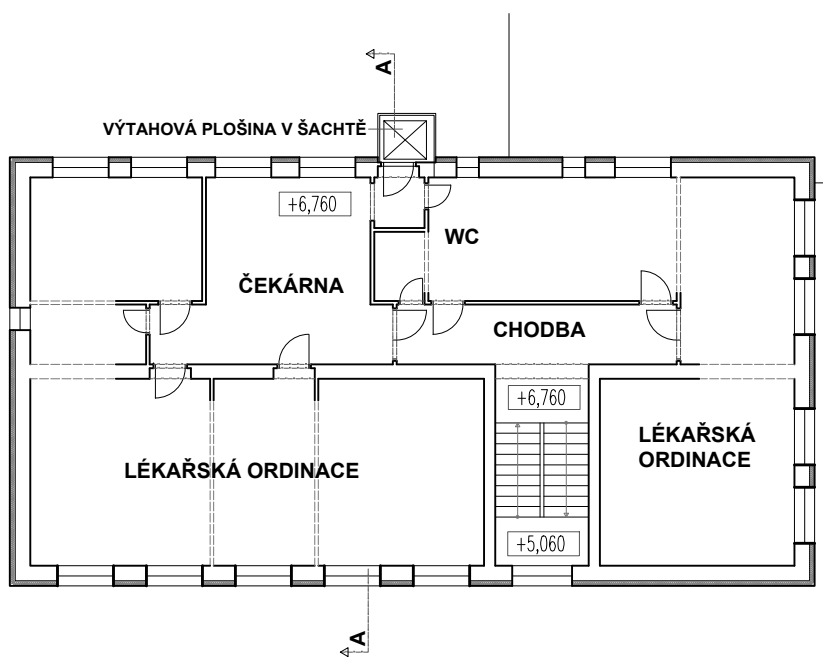 A
VÝTAHOVÁ PLOŠINA V ŠACHTĚ
+6,760
WC
ČEKÁRNA
CHODBA
+6,760
LÉKAŘSKÁ
ORDINACE
LÉKAŘSKÁ ORDINACE
+5,060
A